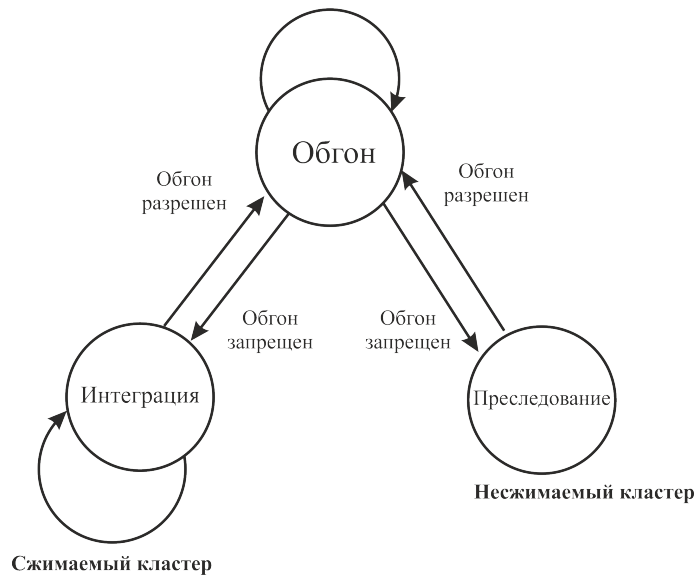 Обгон
Обгон
разрешен
Обгон
разрешен
Обгон
запрещен
Обгон
запрещен
Интеграция
Преследование
Несжимаемый кластер
Сжимаемый кластер